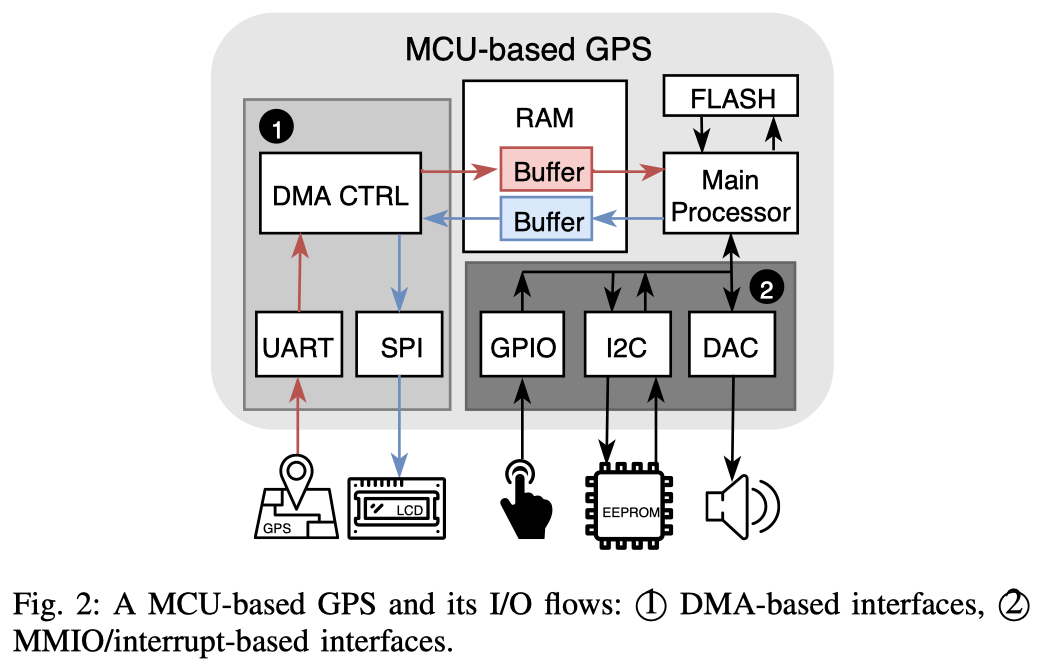 MCU-based GPS
1
RAM
FLASH
DMA CTRL
Buffer
Buffer
Main
Processor
2
UART
SPI
GPIO
I2C
DAC
GPS
LCD
EEPROM
Fig. 2: A MCU-based GPS and its I/O flows: ① DMA-based interfaces, ②
MMIO/interrupt-based interfaces.